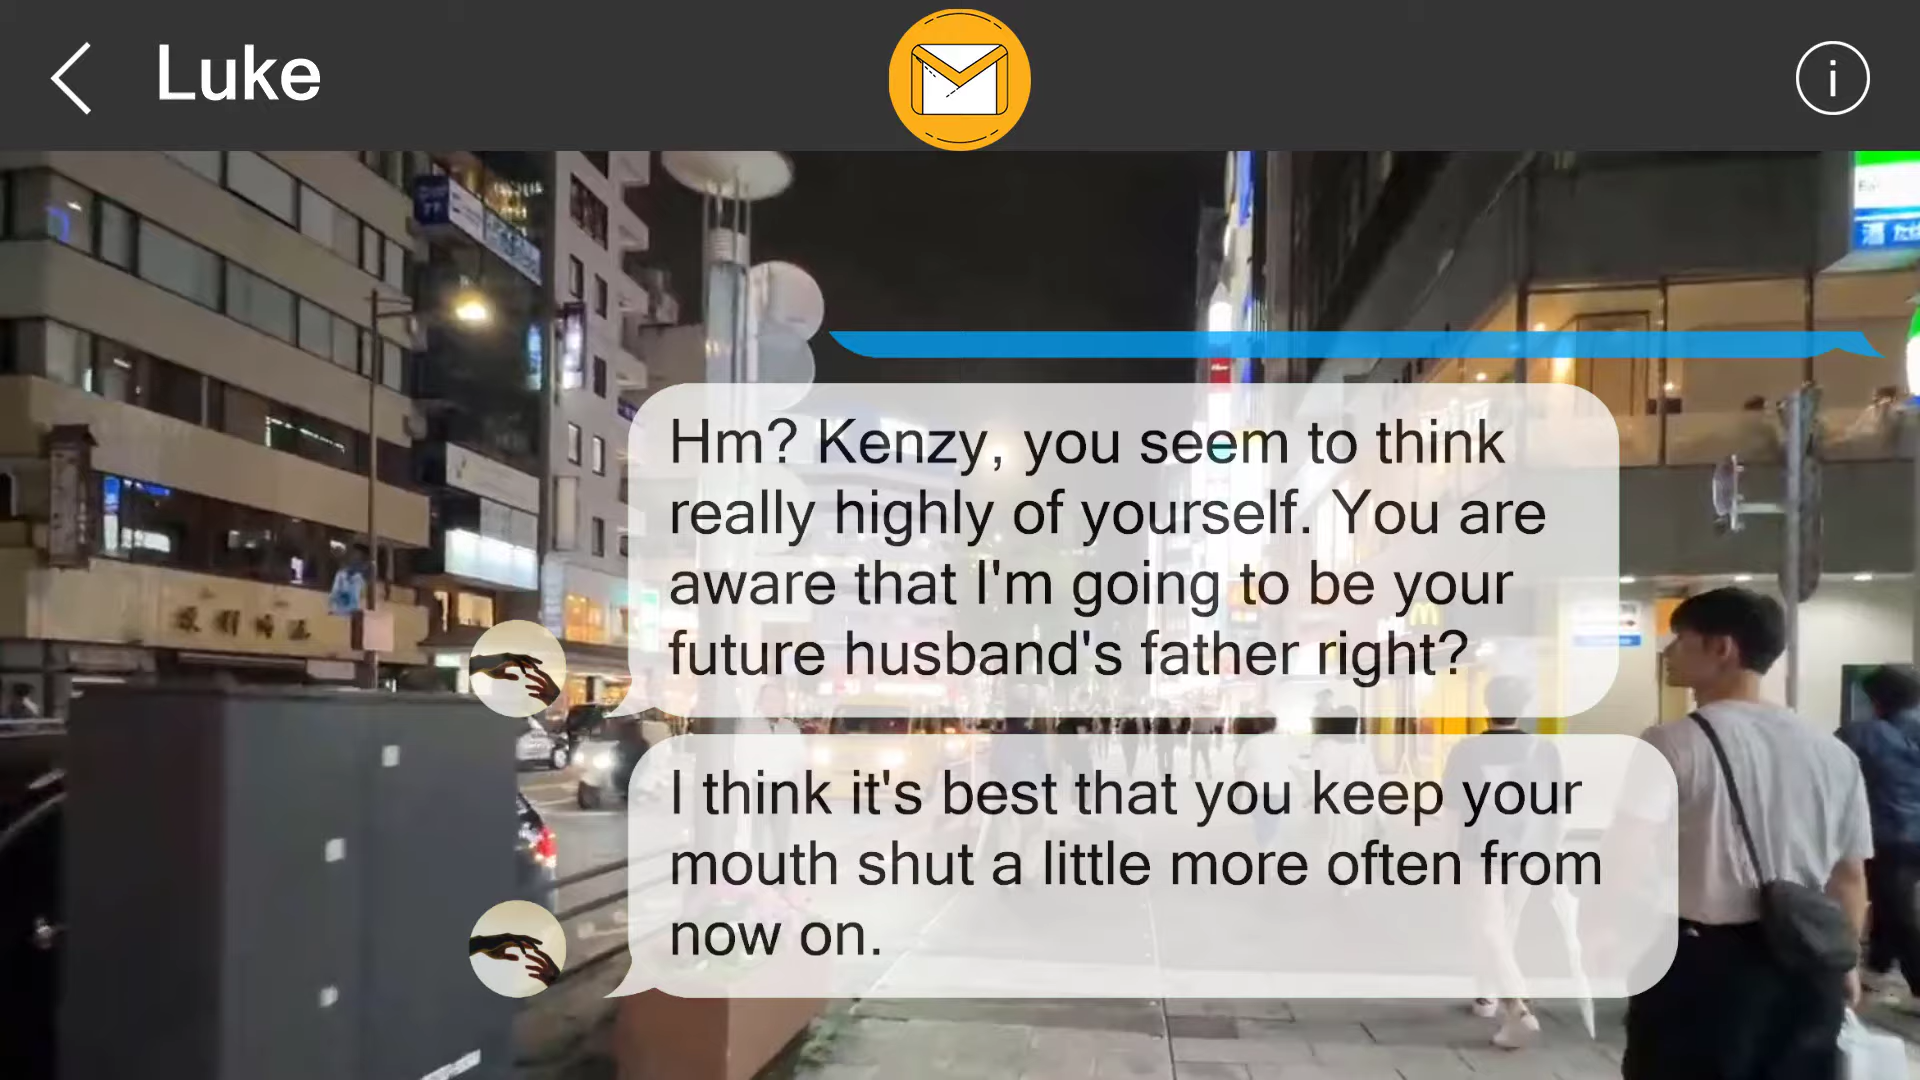 Luke
Hm? Kenzy, you seem to think
really highly of yourself. You are
aware that I'm going to be your
future husband's father right?
I think it's best that you keep your
mouth shut a little more often from
now on.